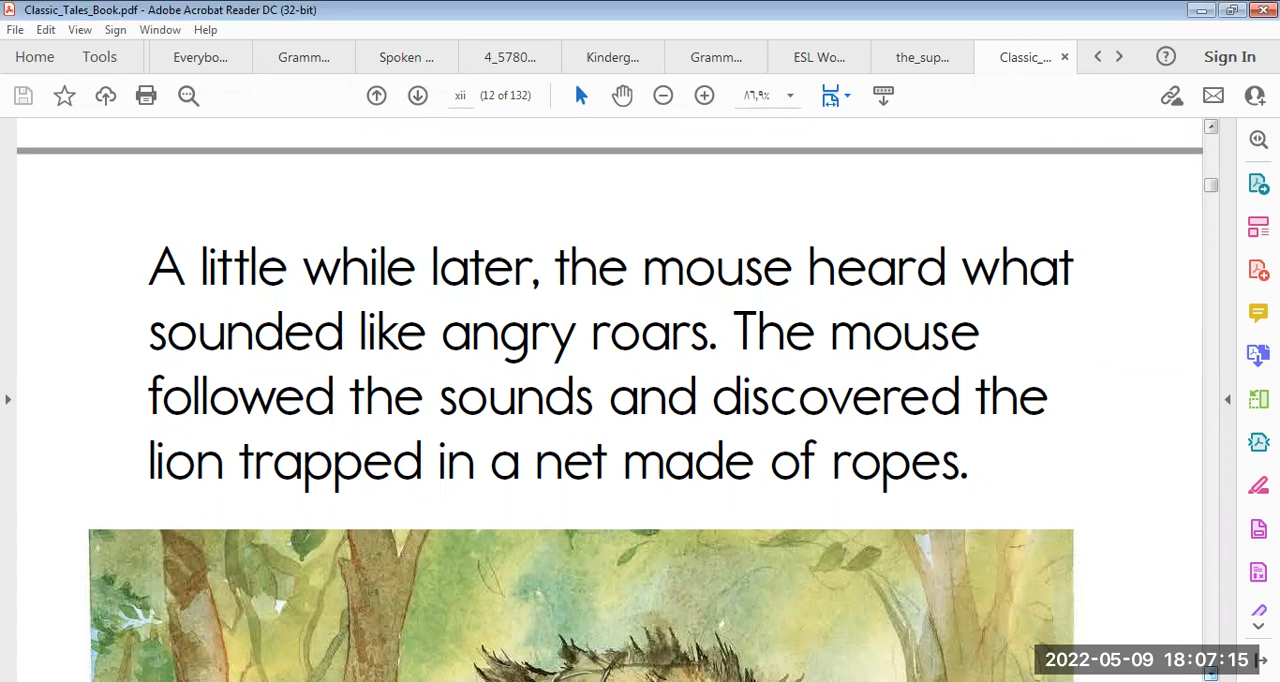 Classic_Tales_Book.pdf - Adobe Acrobat Reader DC (32-bit)
File Edit View Sign Window Help
Home Tools Everybo... Gramm... Spoken ... 4_5780... Kinderg... Gramm... ESL Wo... the_sup... Classic_... Sign In
xii (12 of 132) ٨٦,٩%
A little while later, the mouse heard what
sounded like angry roars. The mouse
followed the sounds and discovered the
lion trapped in a net made of ropes.
2022-05-09 18:07:15